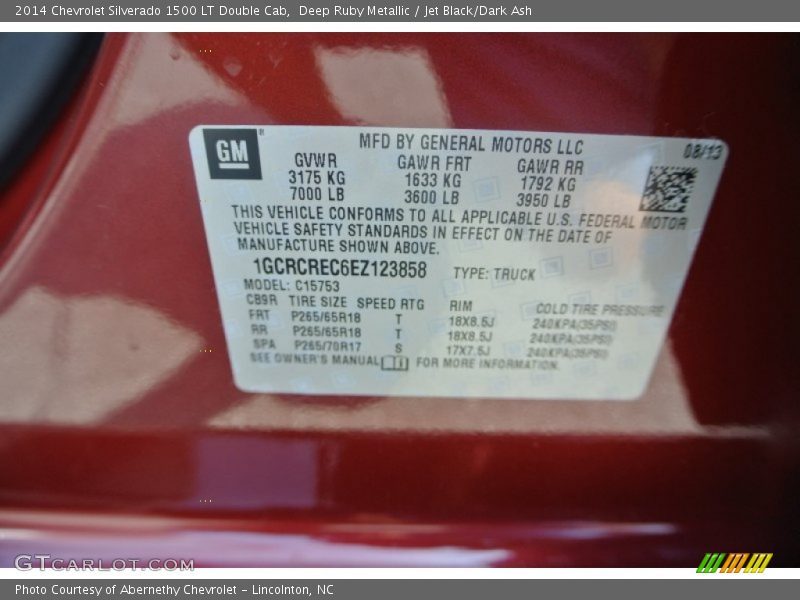 2014 Chevrolet Silverado 1500 LT Double Cab, Deep Ruby Metallic / Jet Black/Dark Ash
GM
MFD BY GENERAL MOTORS LLC
08/13
GVWR GAWR FRT GAWR RR
3175 KG 1633 KG 1792 KG
7000 LB 3600 LB 3950 LB
THIS VEHICLE CONFORMS TO ALL APPLICABLE U.S. FEDERAL MOTOR
VEHICLE SAFETY STANDARDS IN EFFECT ON THE DATE OF
MANUFACTURE SHOWN ABOVE.
1GCRCREC6EZ123858 TYPE: TRUCK
MODEL: C15753
CB9R TIRE SIZE SPEED RTG RIM COLD TIRE PRESSURE
FRT P265/65R18 T 18X8.5J 240KPA(35PSI)
RR P265/65R18 T 18X8.5J 240KPA(35PSI)
SPA P265/70R17 S 17X7.5J 240KPA(35PSI)
SEE OWNER'S MANUAL FOR MORE INFORMATION.
GTCARLOT.COM
Photo Courtesy of Abernethy Chevrolet – Lincolnton, NC